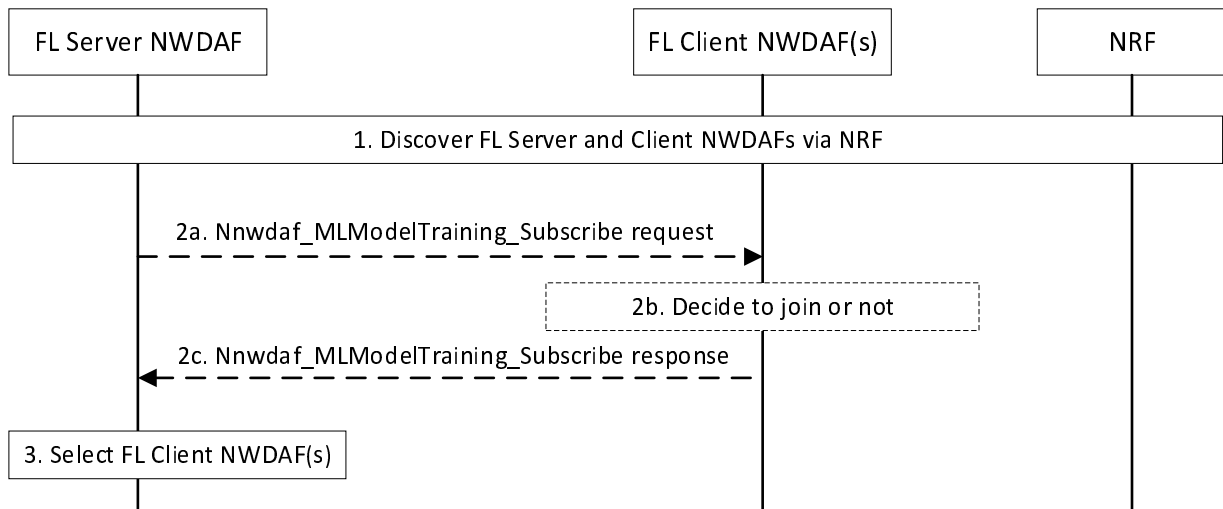 FL Server NWDAF
FL Client NWDAF(s)
NRF
1. Discover FL Server and Client NWDAFs via NRF
2a. Nnwdaf_MLModelTraining_Subscribe request
2b. Decide to join or not
2c. Nnwdaf_MLModelTraining_Subscribe response
3. Select FL Client NWDAF(s)